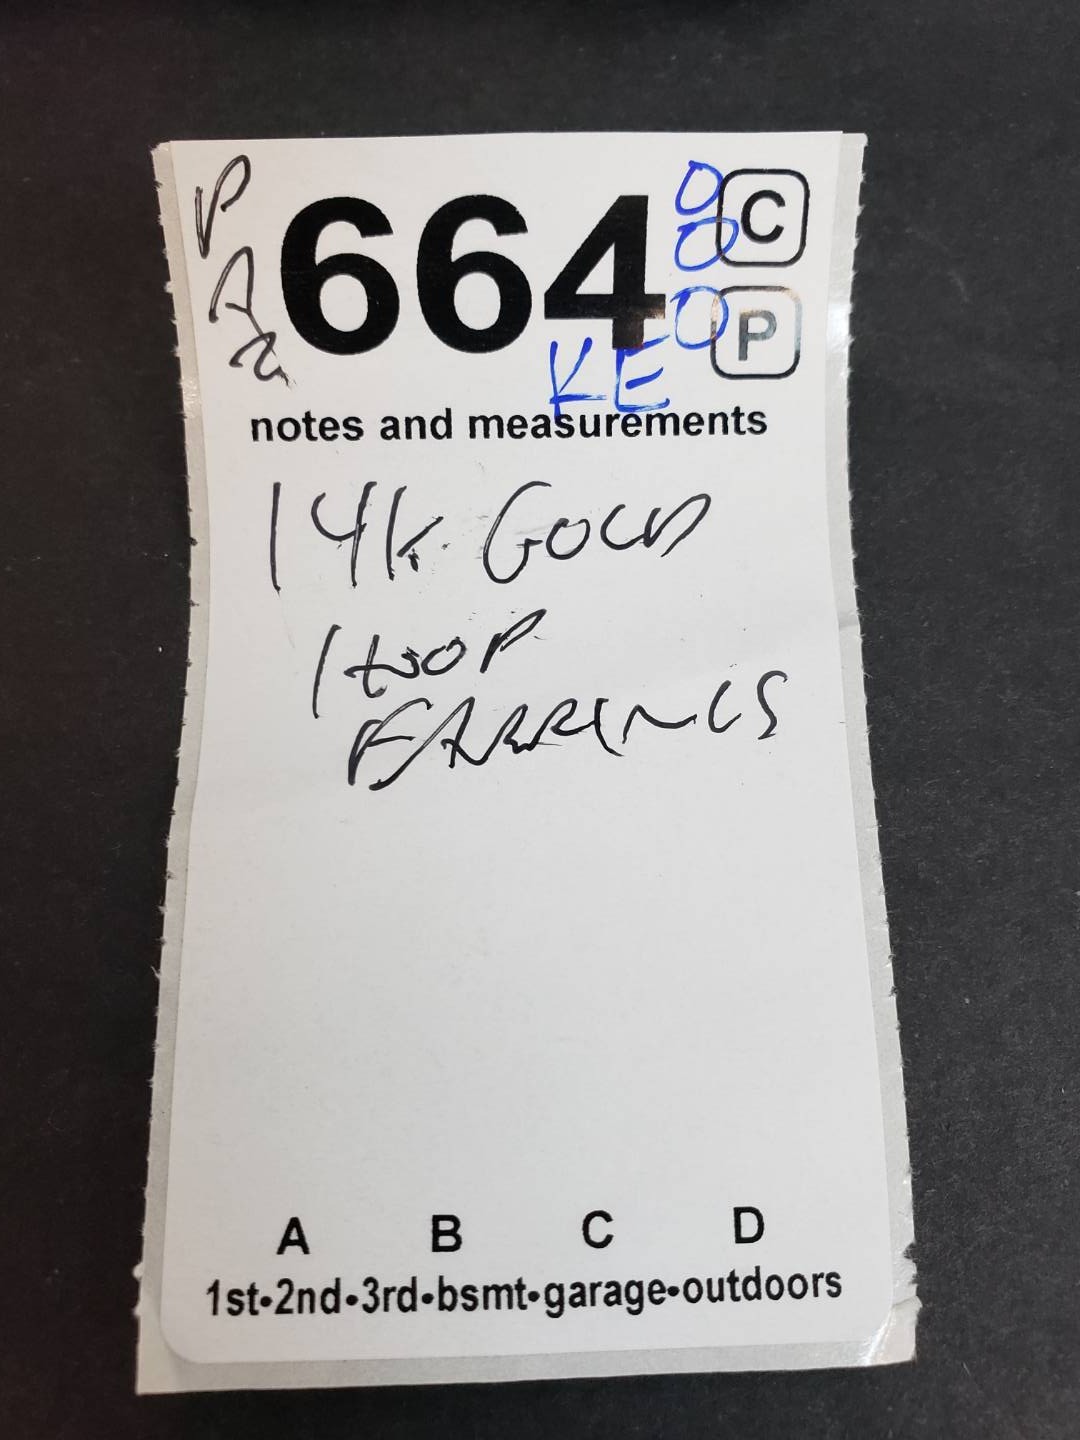 664
C
P
KE
notes and measurements
14k GOLD
HOOP
EARRINGS
A B C D
1st•2nd•3rd•bsmt•garage•outdoors